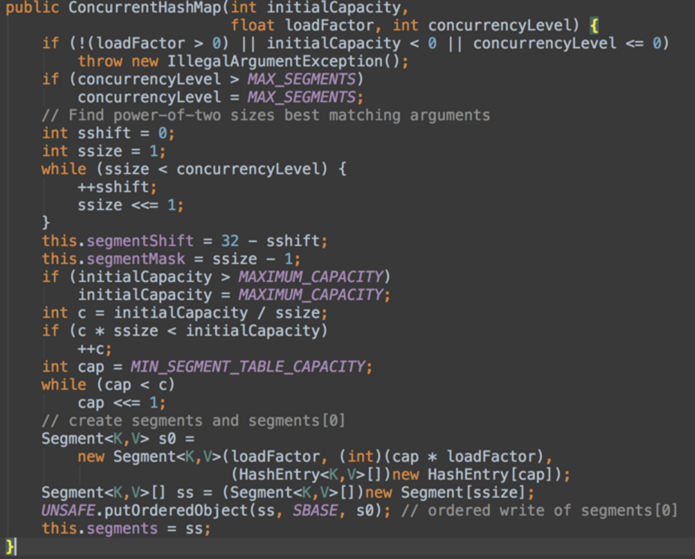 public ConcurrentHashMap(int initialCapacity,
                         float loadFactor, int concurrencyLevel) {
    if (!(loadFactor > 0) || initialCapacity < 0 || concurrencyLevel <= 0)
        throw new IllegalArgumentException();
    if (concurrencyLevel > MAX_SEGMENTS)
        concurrencyLevel = MAX_SEGMENTS;
    // Find power-of-two sizes best matching arguments
    int sshift = 0;
    int ssize = 1;
    while (ssize < concurrencyLevel) {
        ++sshift;
        ssize <<= 1;
    }
    this.segmentShift = 32 - sshift;
    this.segmentMask = ssize - 1;
    if (initialCapacity > MAXIMUM_CAPACITY)
        initialCapacity = MAXIMUM_CAPACITY;
    int c = initialCapacity / ssize;
    if (c * ssize < initialCapacity)
        ++c;
    int cap = MIN_SEGMENT_TABLE_CAPACITY;
    while (cap < c)
        cap <<= 1;
    // create segments and segments[0]
    Segment<K,V> s0 =
        new Segment<K,V>(loadFactor, (int)(cap * loadFactor),
                         (HashEntry<K,V>[])new HashEntry[cap]);
    Segment<K,V>[] ss = (Segment<K,V>[])new Segment[ssize];
    UNSAFE.putOrderedObject(ss, SBASE, s0); // ordered write of segments[0]
    this.segments = ss;
}